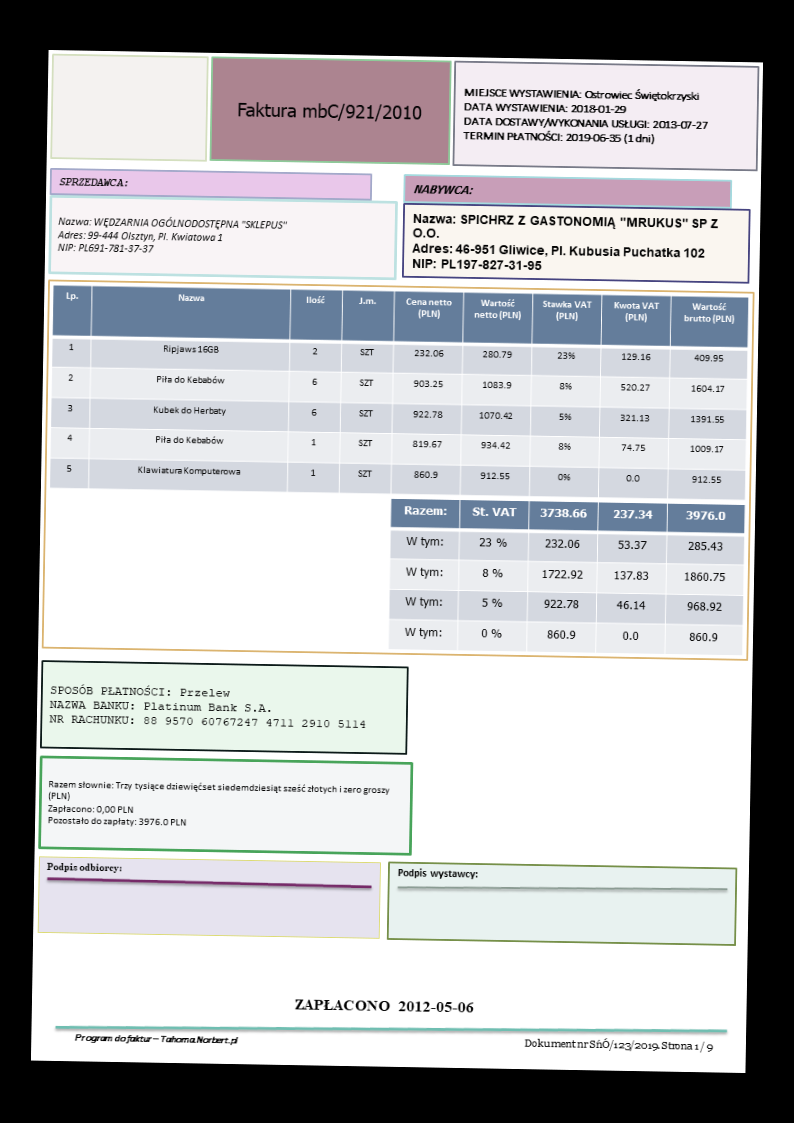 Faktura mbC/921/2010
MIEJSCE WYSTAWIENIA: Ostrowiec Świętokrzyski
DATA WYSTAWIENIA: 2018-01-29
DATA DOSTAWY/WYKONANIA USŁUGI: 2013-07-27
TERMIN PŁATNOŚCI: 2019-06-35 (1 dni)
SPRZEDAWCA:
Nazwa: WĘDZARNIA OGÓLNODOSTĘPNA "SKLEPUS"
Adres: 99-444 Olsztyn, Pl. Kwiatowa 1
NIP: PL691-781-37-37
NABYWCA:
Nazwa: SPICHRZ Z GASTONOMIĄ "MRUKUS" SP Z
O.O.
Adres: 46-951 Gliwice, Pl. Kubusia Puchatka 102
NIP: PL197-827-31-95
Lp. Nazwa Ilość J.m. Cena netto (PLN) Wartość netto (PLN) Stawka VAT (PLN) Kwota VAT (PLN) Wartość brutto (PLN)
1 Ripjaws 16GB 2 SZT 232.06 280.79 23% 129.16 409.95
2 Piła do Kebabów 6 SZT 903.25 1083.9 8% 520.27 1604.17
3 Kubek do Herbaty 6 SZT 922.78 1070.42 5% 321.13 1391.55
4 Piła do Kebabów 1 SZT 819.67 934.42 8% 74.75 1009.17
5 Klawiatura Komputerowa 1 SZT 860.9 912.55 0% 0.0 912.55
Razem: St. VAT 3738.66 237.34 3976.0
W tym: 23 % 232.06 53.37 285.43
W tym: 8 % 1722.92 137.83 1860.75
W tym: 5 % 922.78 46.14 968.92
W tym: 0 % 860.9 0.0 860.9
SPOSÓB PŁATNOŚCI: Przelew
NAZWA BANKU: Platinum Bank S.A.
NR RACHUNKU: 88 9570 60767247 4711 2910 5114
Razem słownie: Trzy tysiące dziewięćset siedemdziesiąt sześć złotych i zero groszy
(PLN)
Zapłacono: 0,00 PLN
Pozostało do zapłaty: 3976.0 PLN
Podpis odbiorcy:
Podpis wystawcy:
ZAPŁACONO 2012-05-06
Program do faktur – Tahoma.Norbert.pl
Dokument nr SńÓ/123/2019. Strona 1 / 9